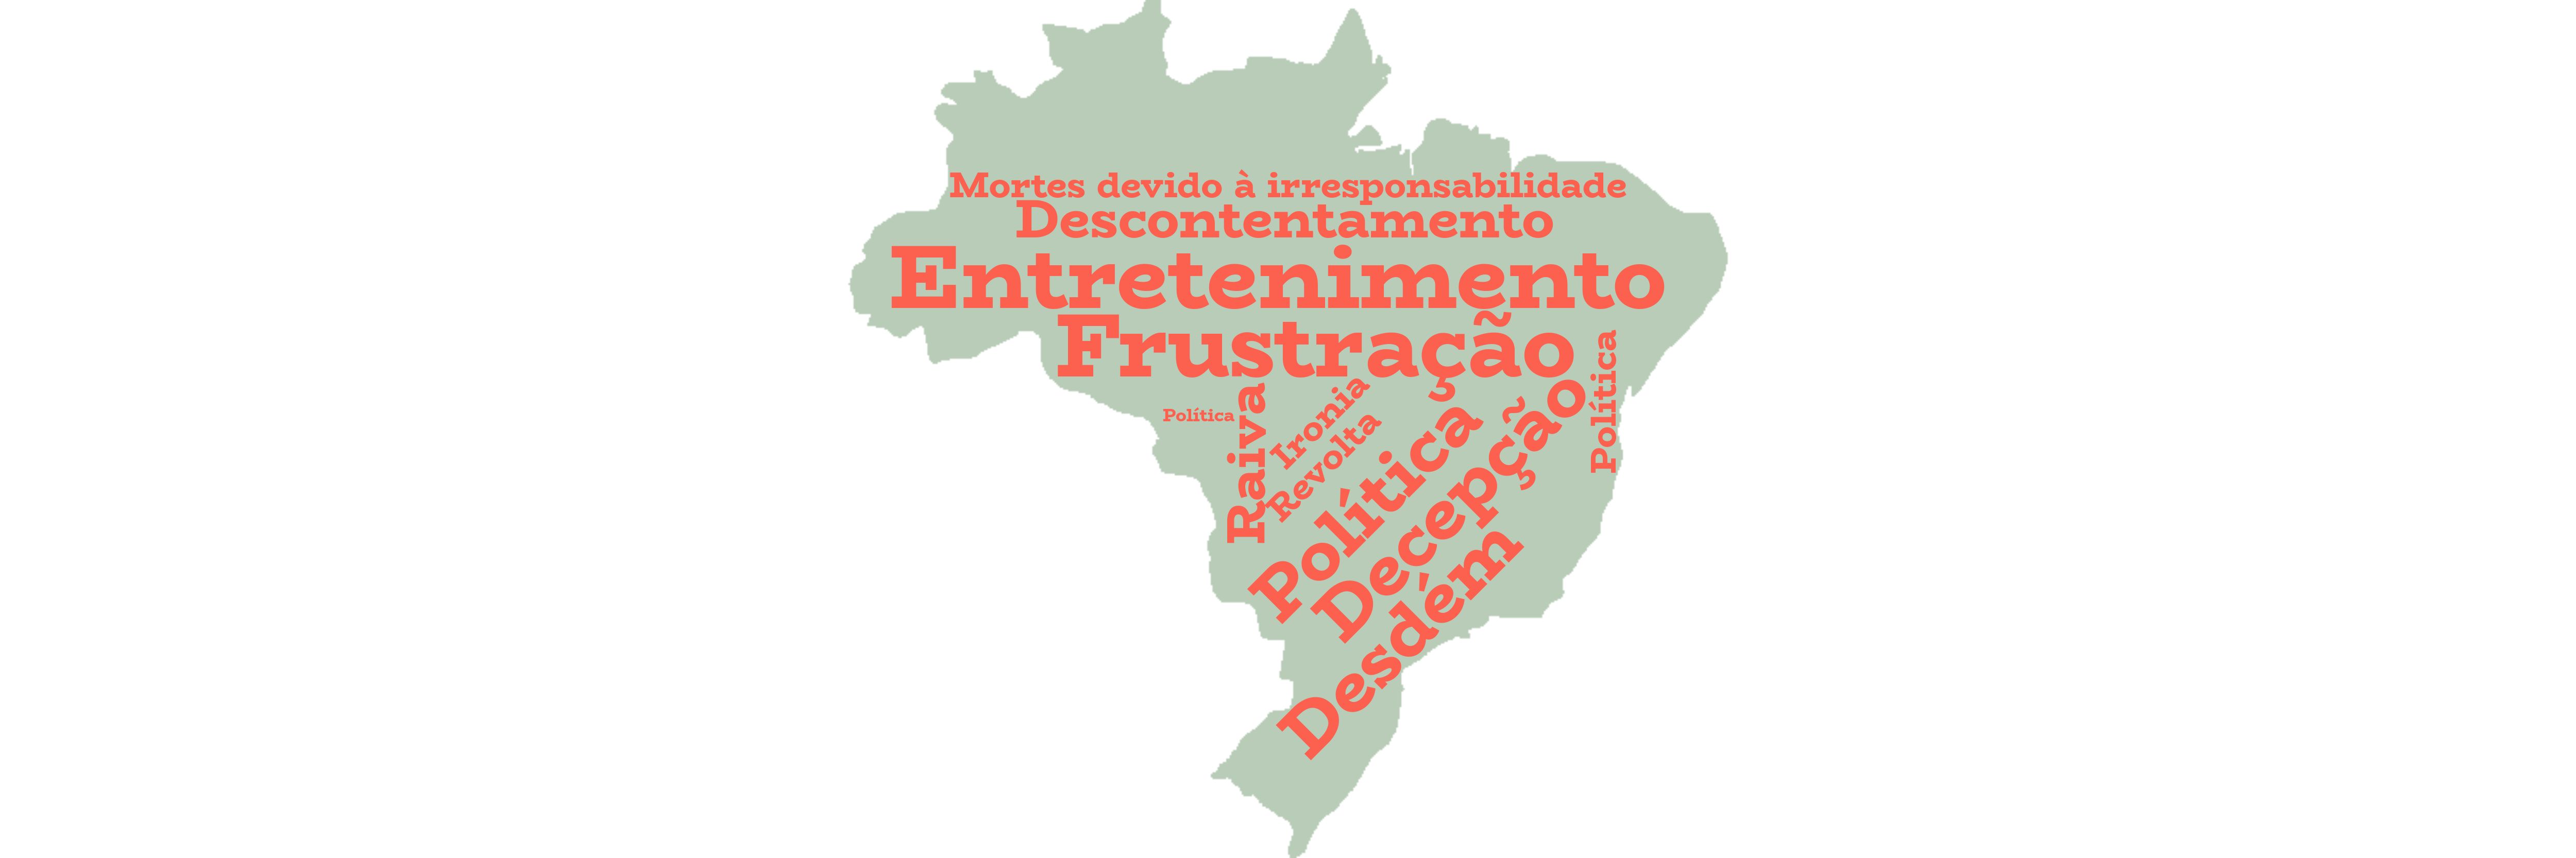 Mortes devido à irresponsabilidade
Descontentamento
Entretenimento
Frustração
Política
Raiva
Ironia
Revolta
Política
Decepção
Desdém
Política